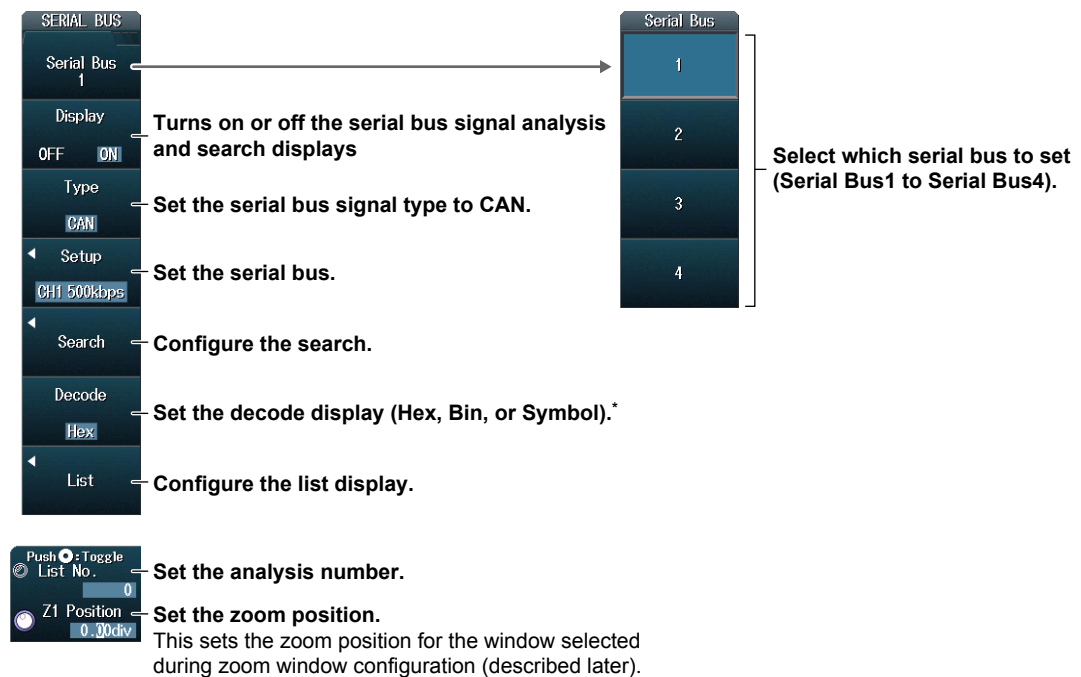 SERIAL BUS
Serial Bus
1
Display
OFF ON
Turns on or off the serial bus signal analysis
and search displays
Type
CAN
Set the serial bus signal type to CAN.
Setup
CH1 500kbps
Set the serial bus.
Search
Configure the search.
Decode
Hex
Set the decode display (Hex, Bin, or Symbol).*
List
Configure the list display.
Serial Bus
1
2
3
4
Select which serial bus to set
(Serial Bus1 to Serial Bus4).
Push :Toggle
List No.
0
Set the analysis number.
Z1 Position
0.00div
Set the zoom position.
This sets the zoom position for the window selected
during zoom window configuration (described later).